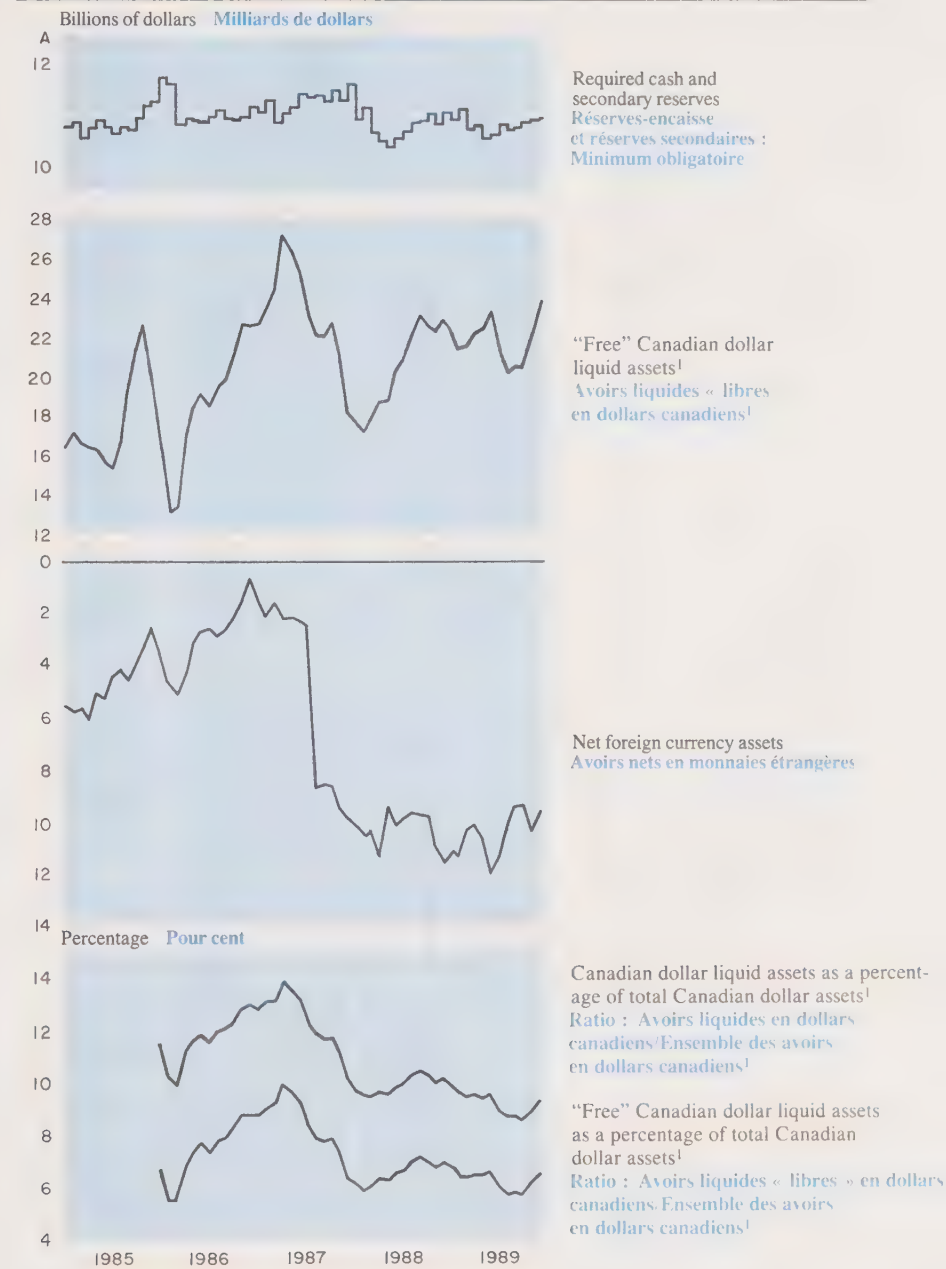 Billions of dollars Milliards de dollars
A
12
10
Required cash and
secondary reserves
Réserves-encaisse
et réserves secondaires :
Minimum obligatoire
28
26
24
22
20
18
16
14
12
"Free" Canadian dollar
liquid assets¹
Avoirs liquides « libres
en dollars canadiens¹
0
2
4
6
8
10
12
14
Net foreign currency assets
Avoirs nets en monnaies étrangères
Percentage Pour cent
14
12
10
8
6
4
Canadian dollar liquid assets as a percent-
age of total Canadian dollar assets¹
Ratio : Avoirs liquides en dollars
canadiens/Ensemble des avoirs
en dollars canadiens¹
"Free" Canadian dollar liquid assets
as a percentage of total Canadian
dollar assets¹
Ratio : Avoirs liquides « libres » en dollars
canadiens/Ensemble des avoirs
en dollars canadiens¹
1985 1986 1987 1988 1989